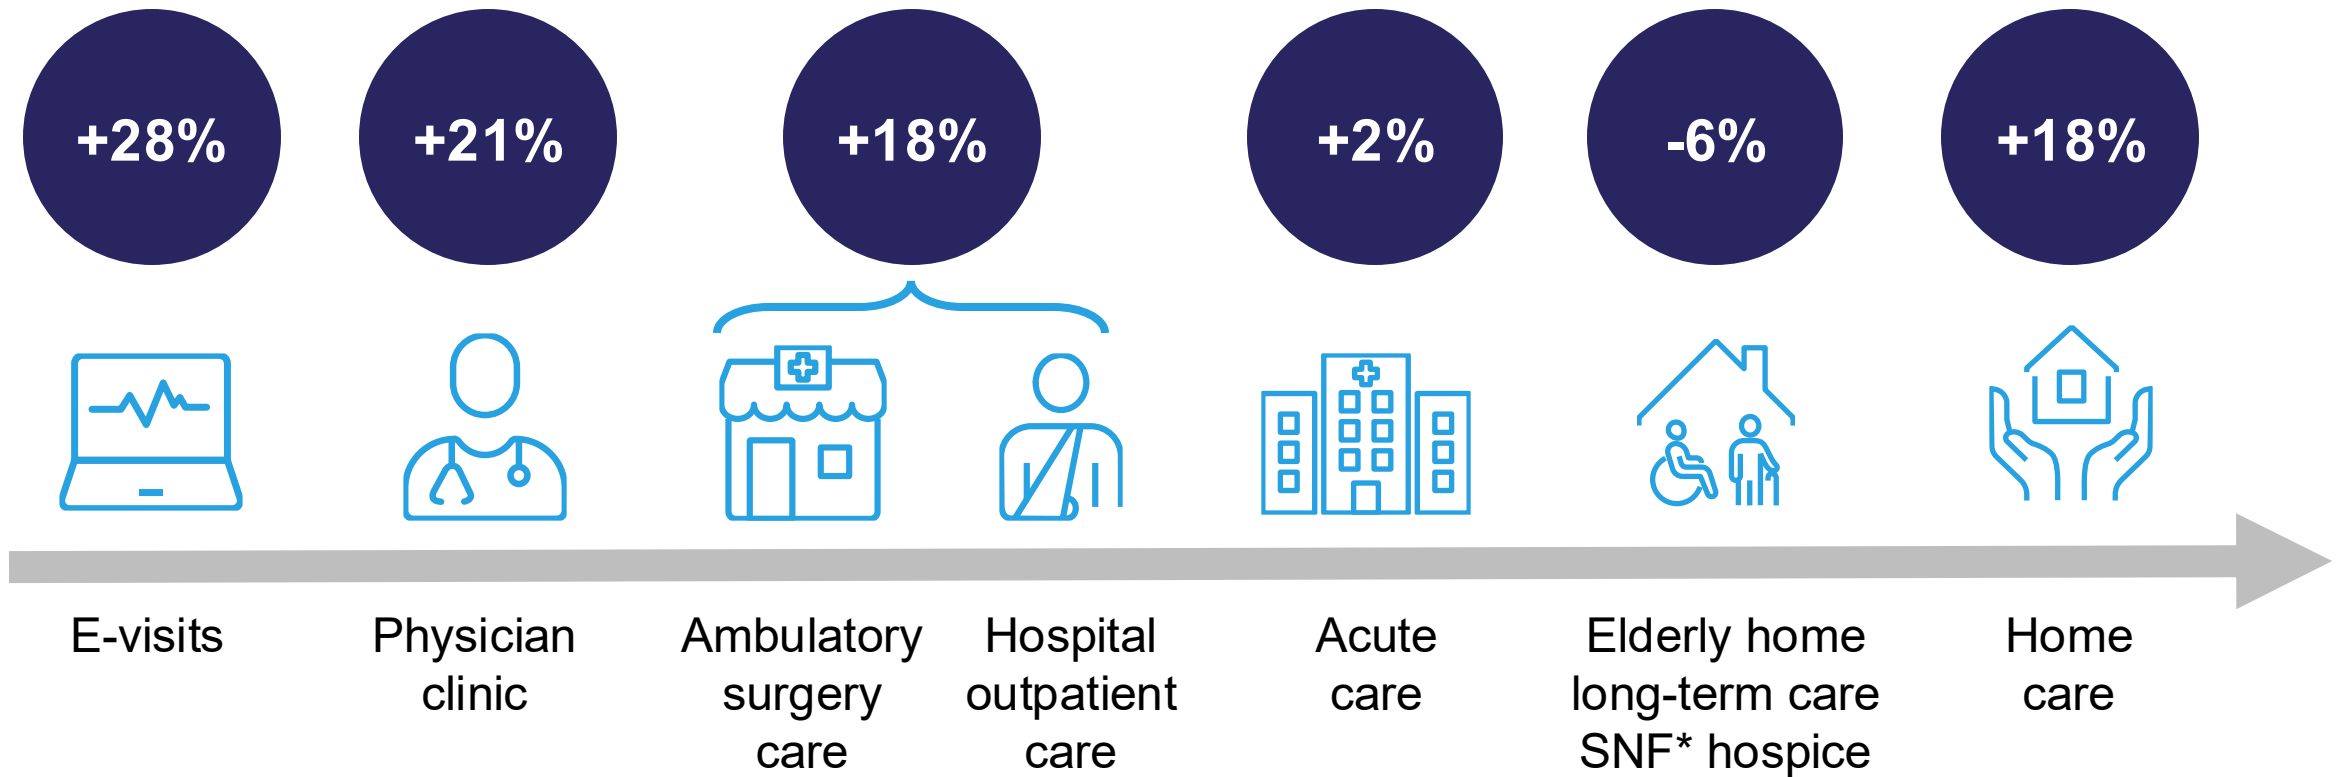 +28%
+21%
+18%
+2%
-6%
+18%
E-visits
Physician
clinic
Ambulatory
surgery
care
Hospital
outpatient
care
Acute
care
Elderly home
long-term care
SNF* hospice
Home
care